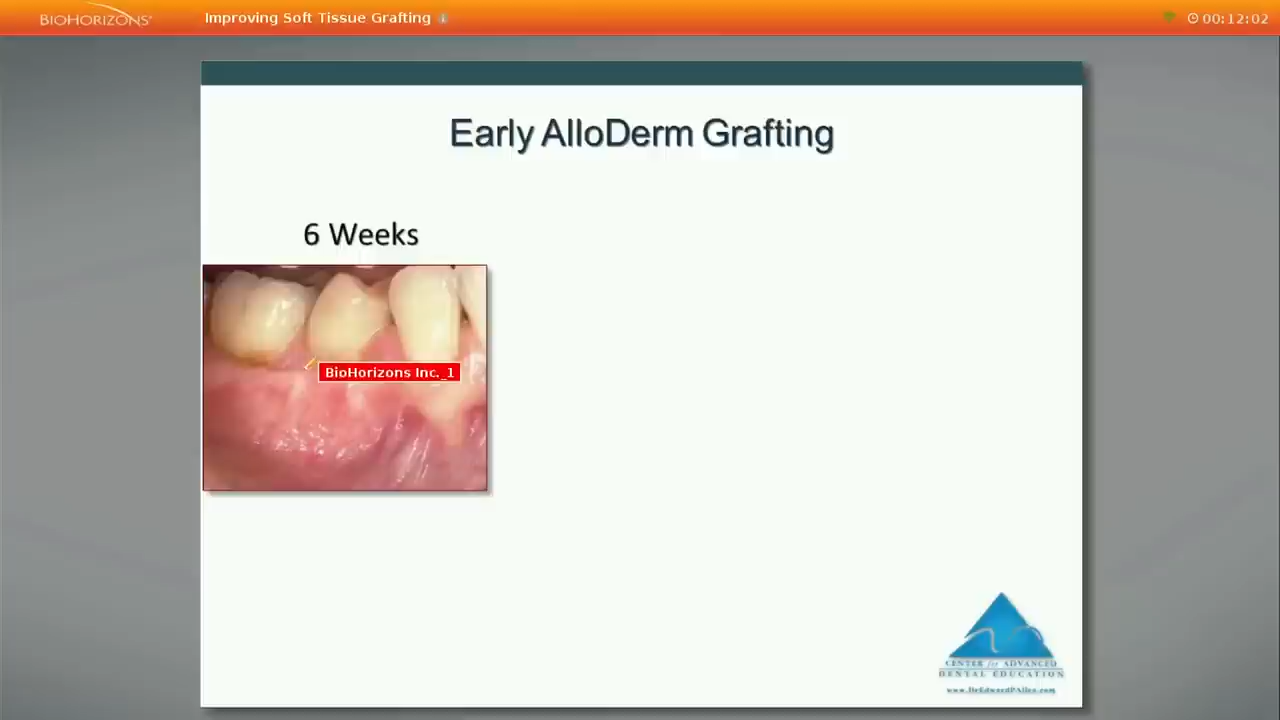 BIOHORIZONS
Improving Soft Tissue Grafting
00:12:02
Early AlloDerm Grafting
6 Weeks
BioHorizons Inc._1
CENTER for ADVANCED
DENTAL EDUCATION
www.DrEdwardPAllen.com